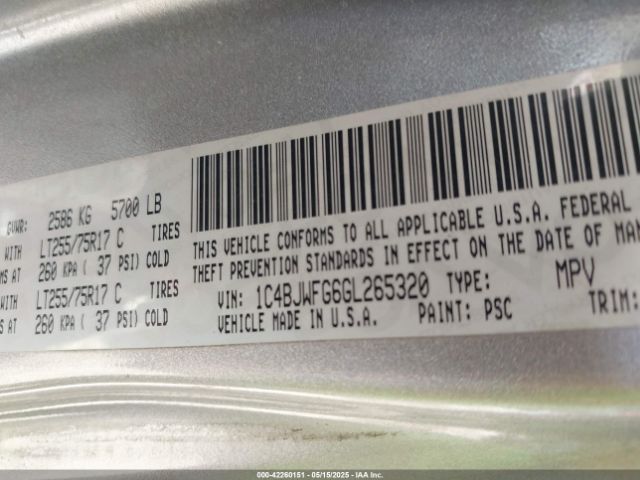 GVWR: 2586 KG 5700 LB
WITH LT255/75R17 C TIRES
MS AT 260 KPA ( 37 PSI) COLD
WITH LT255/75R17 C TIRES
MS AT 260 KPA ( 37 PSI) COLD
THIS VEHICLE CONFORMS TO ALL APPLICABLE U.S.A. FEDERAL
THEFT PREVENTION STANDARDS IN EFFECT ON THE DATE OF MAN
VIN: 1C4BJWFG6GL265320 TYPE: MPV
VEHICLE MADE IN U.S.A. PAINT: PSC TRIM:
000-42260151 - 05/15/2025 - IAA Inc.